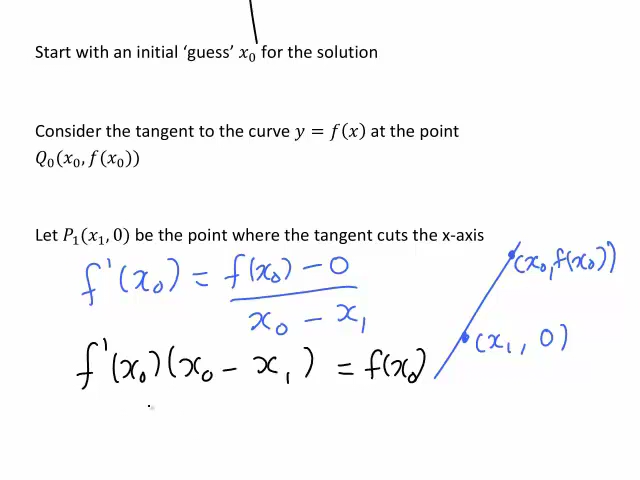 Start with an initial ‘guess’ x₀ for the solution
Consider the tangent to the curve y = f(x) at the point
Q₀(x₀, f(x₀))
Let P₁(x₁, 0) be the point where the tangent cuts the x-axis
f'(x₀) = f(x₀) – 0
(x₀, f(x₀))
x₀ – x₁
(x₁, 0)
f'(x₀)(x₀ – x₁) = f(x₀)